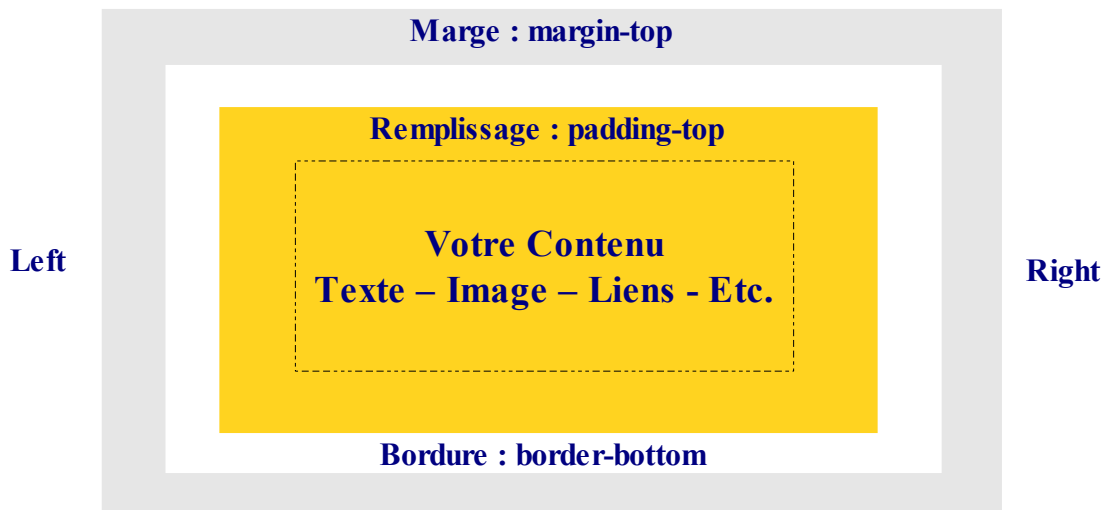 Marge : margin-top
Remplissage : padding-top
Votre Contenu
Left
Texte – Image – Liens - Etc.
Right
Bordure : border-bottom